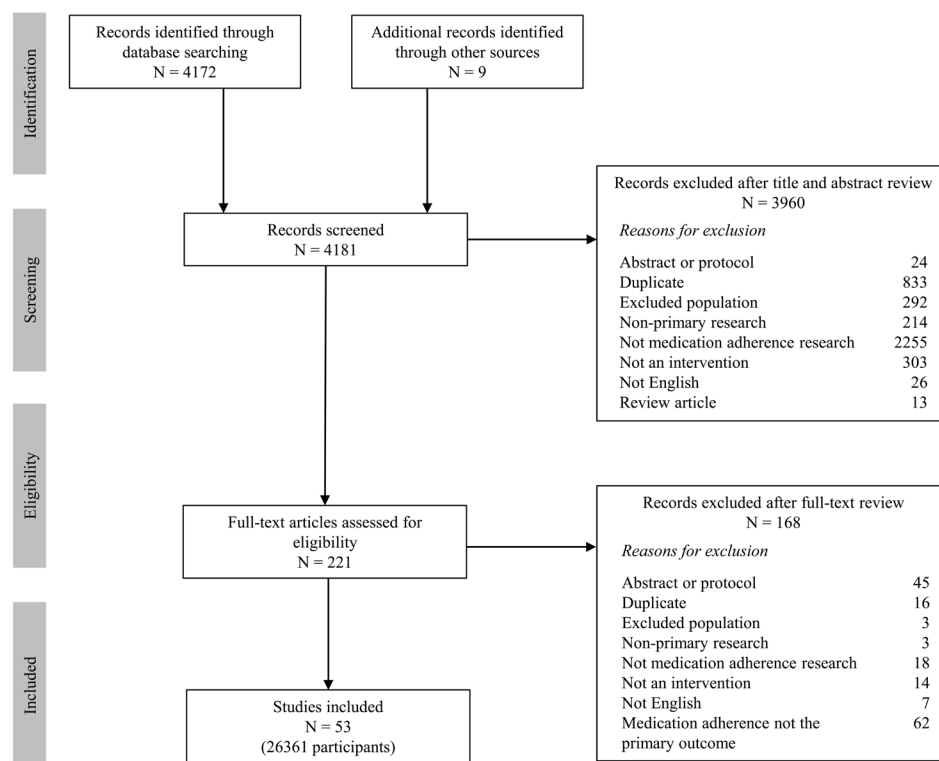 Identification
Records identified through
database searching
N = 4172
Additional records identified
through other sources
N = 9
Screening
Records screened
N = 4181
Records excluded after title and abstract review
N = 3960
Reasons for exclusion
Abstract or protocol 24
Duplicate 833
Excluded population 292
Non-primary research 214
Not medication adherence research 2255
Not an intervention 303
Not English 26
Review article 13
Eligibility
Full-text articles assessed for
eligibility
N = 221
Records excluded after full-text review
N = 168
Reasons for exclusion
Abstract or protocol 45
Duplicate 16
Excluded population 3
Non-primary research 3
Not medication adherence research 18
Not an intervention 14
Not English 7
Medication adherence not the 62
primary outcome
Included
Studies included
N = 53
(26361 participants)